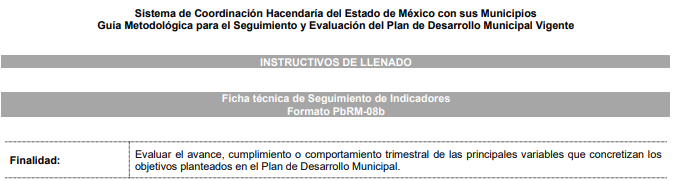 Sistema de Coordinación Hacendaria del Estado de México con sus Municipios
Guía Metodológica para el Seguimiento y Evaluación del Plan de Desarrollo Municipal Vigente
INSTRUCTIVOS DE LLENADO
Ficha técnica de Seguimiento de Indicadores
Formato PbRM-08b
Finalidad:
Evaluar el avance, cumplimiento o comportamiento trimestral de las principales variables que concretizan los
objetivos planteados en el Plan de Desarrollo Municipal.